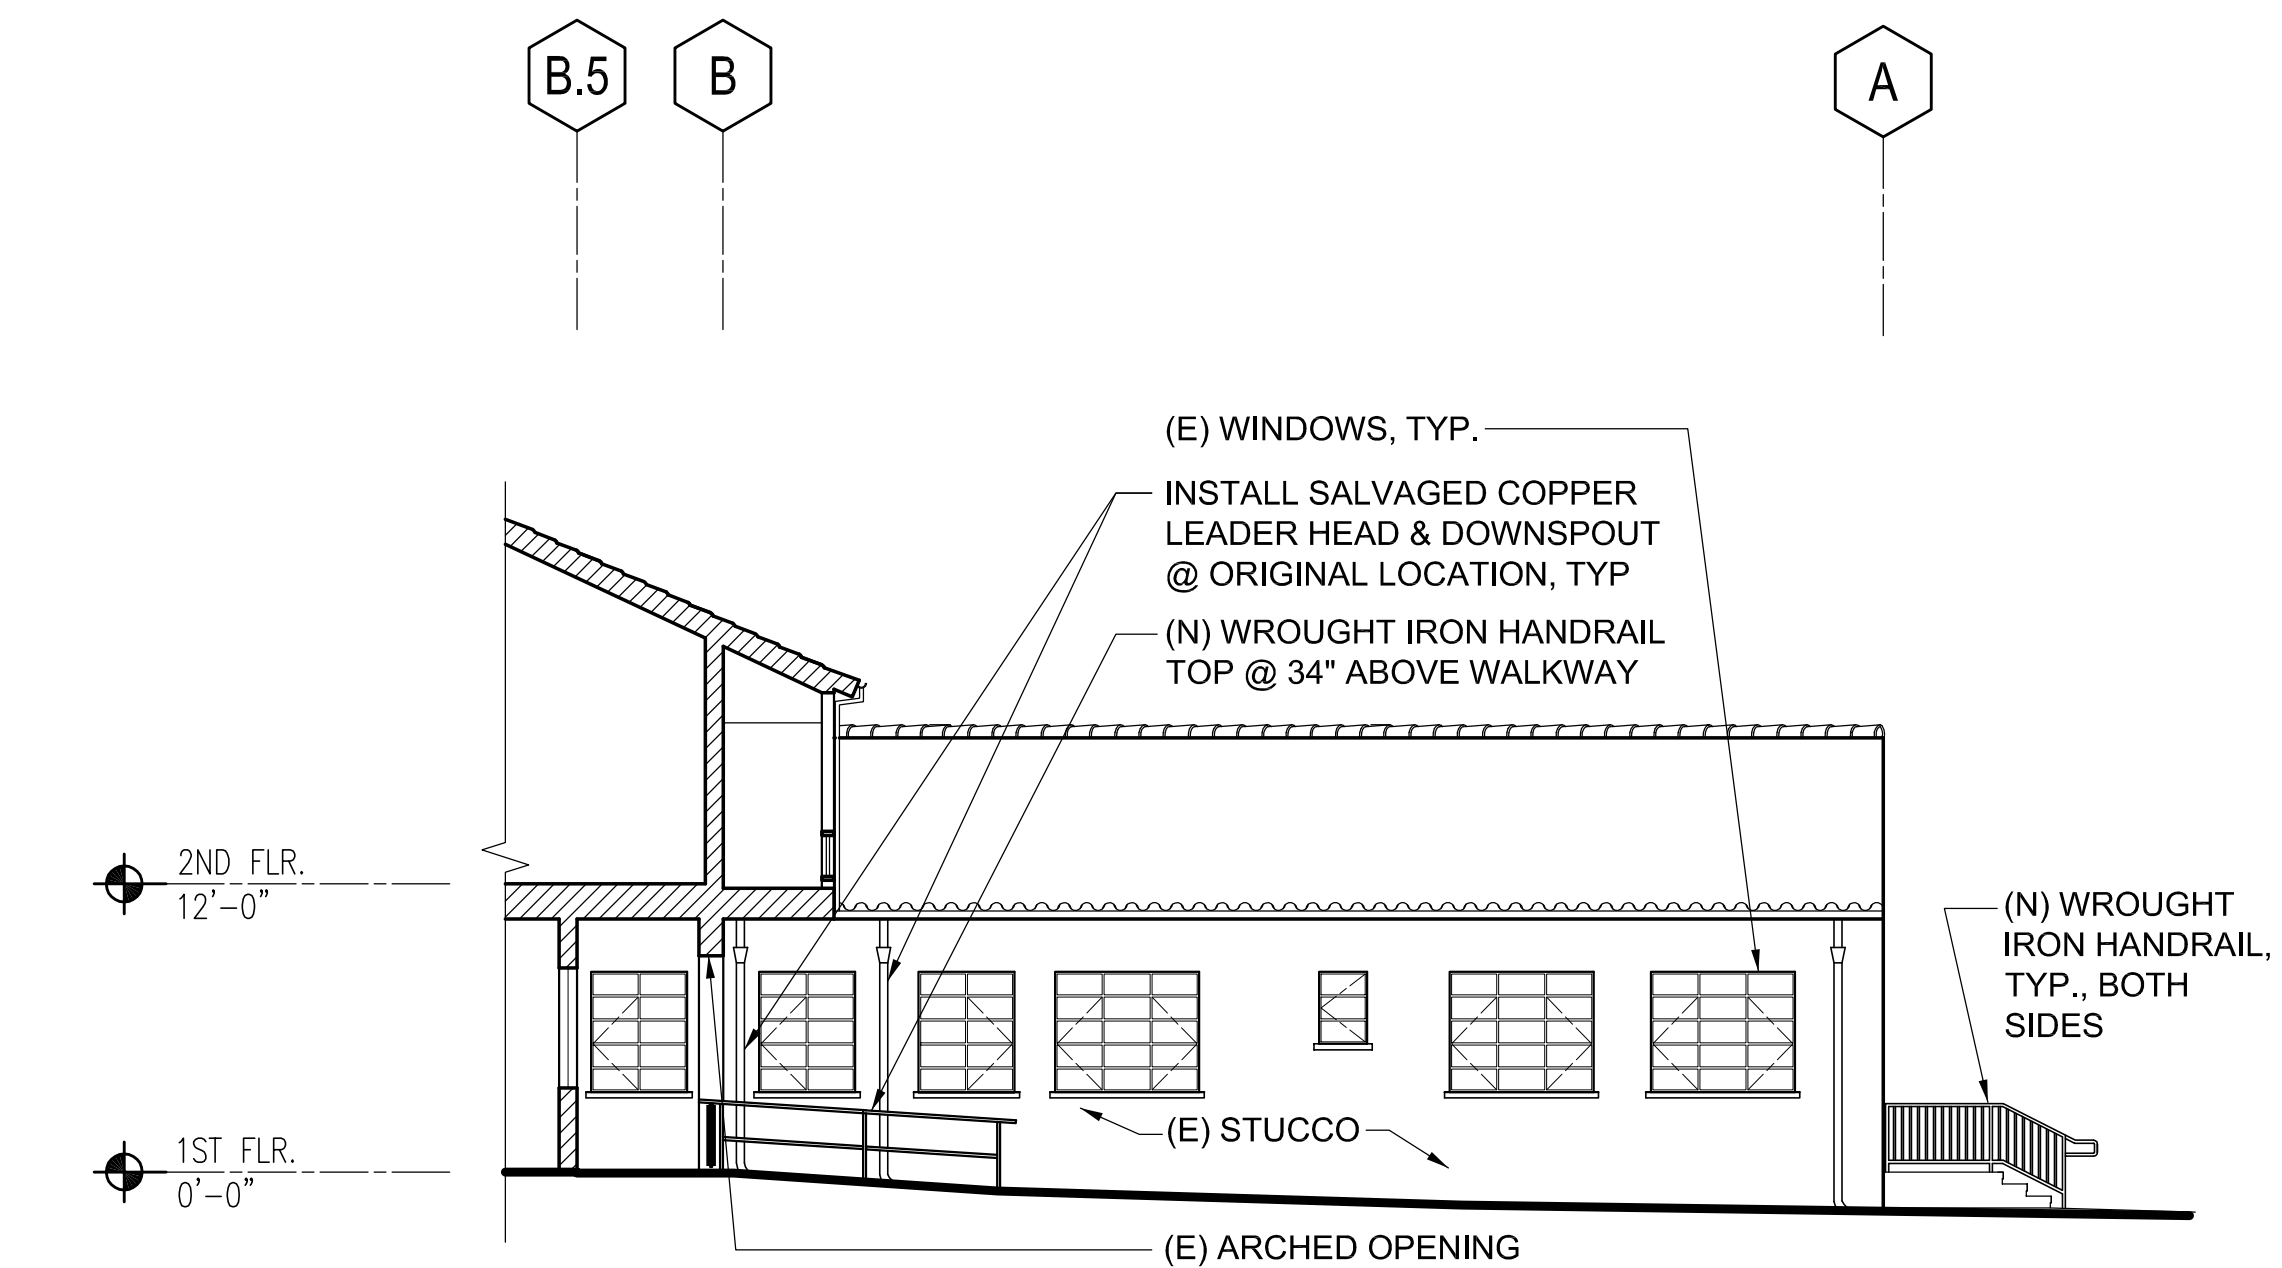 B.5
B
A
(E) WINDOWS, TYP.
INSTALL SALVAGED COPPER
LEADER HEAD & DOWNSPOUT
@ ORIGINAL LOCATION, TYP
(N) WROUGHT IRON HANDRAIL
TOP @ 34" ABOVE WALKWAY
2ND FLR.
12'-0"
(N) WROUGHT
IRON HANDRAIL,
TYP., BOTH
SIDES
(E) STUCCO
1ST FLR.
0'-0"
(E) ARCHED OPENING